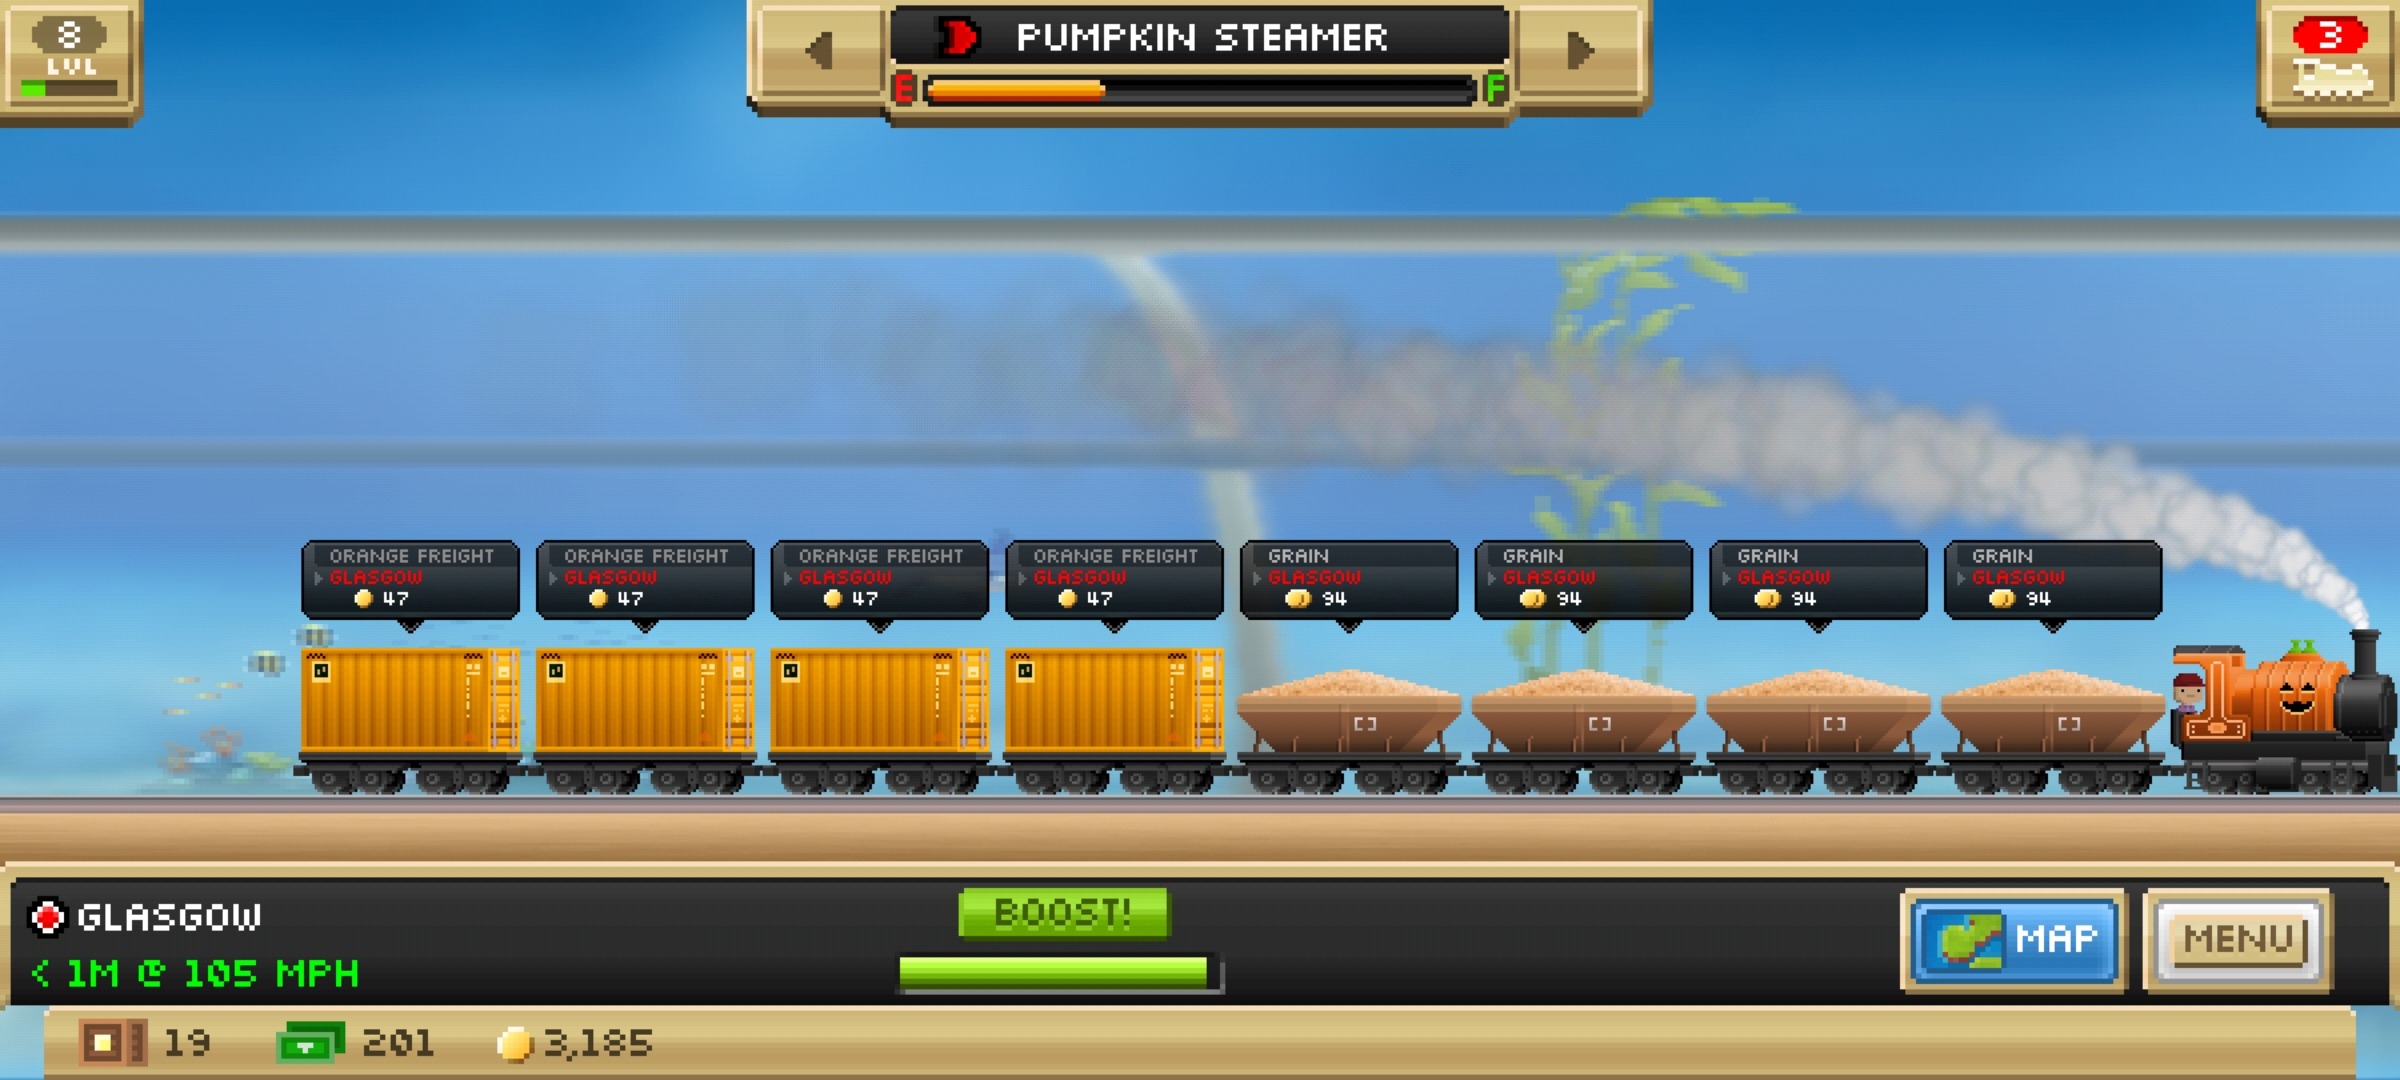 8
LVL
PUMPKIN STEAMER
E F
3
ORANGE FREIGHT
GLASGOW
47
ORANGE FREIGHT
GLASGOW
47
ORANGE FREIGHT
GLASGOW
47
ORANGE FREIGHT
GLASGOW
47
GRAIN
GLASGOW
94
GRAIN
GLASGOW
94
GRAIN
GLASGOW
94
GRAIN
GLASGOW
94
GLASGOW
< 1M @ 105 MPH
BOOST!
MAP
MENU
19
201
3,185